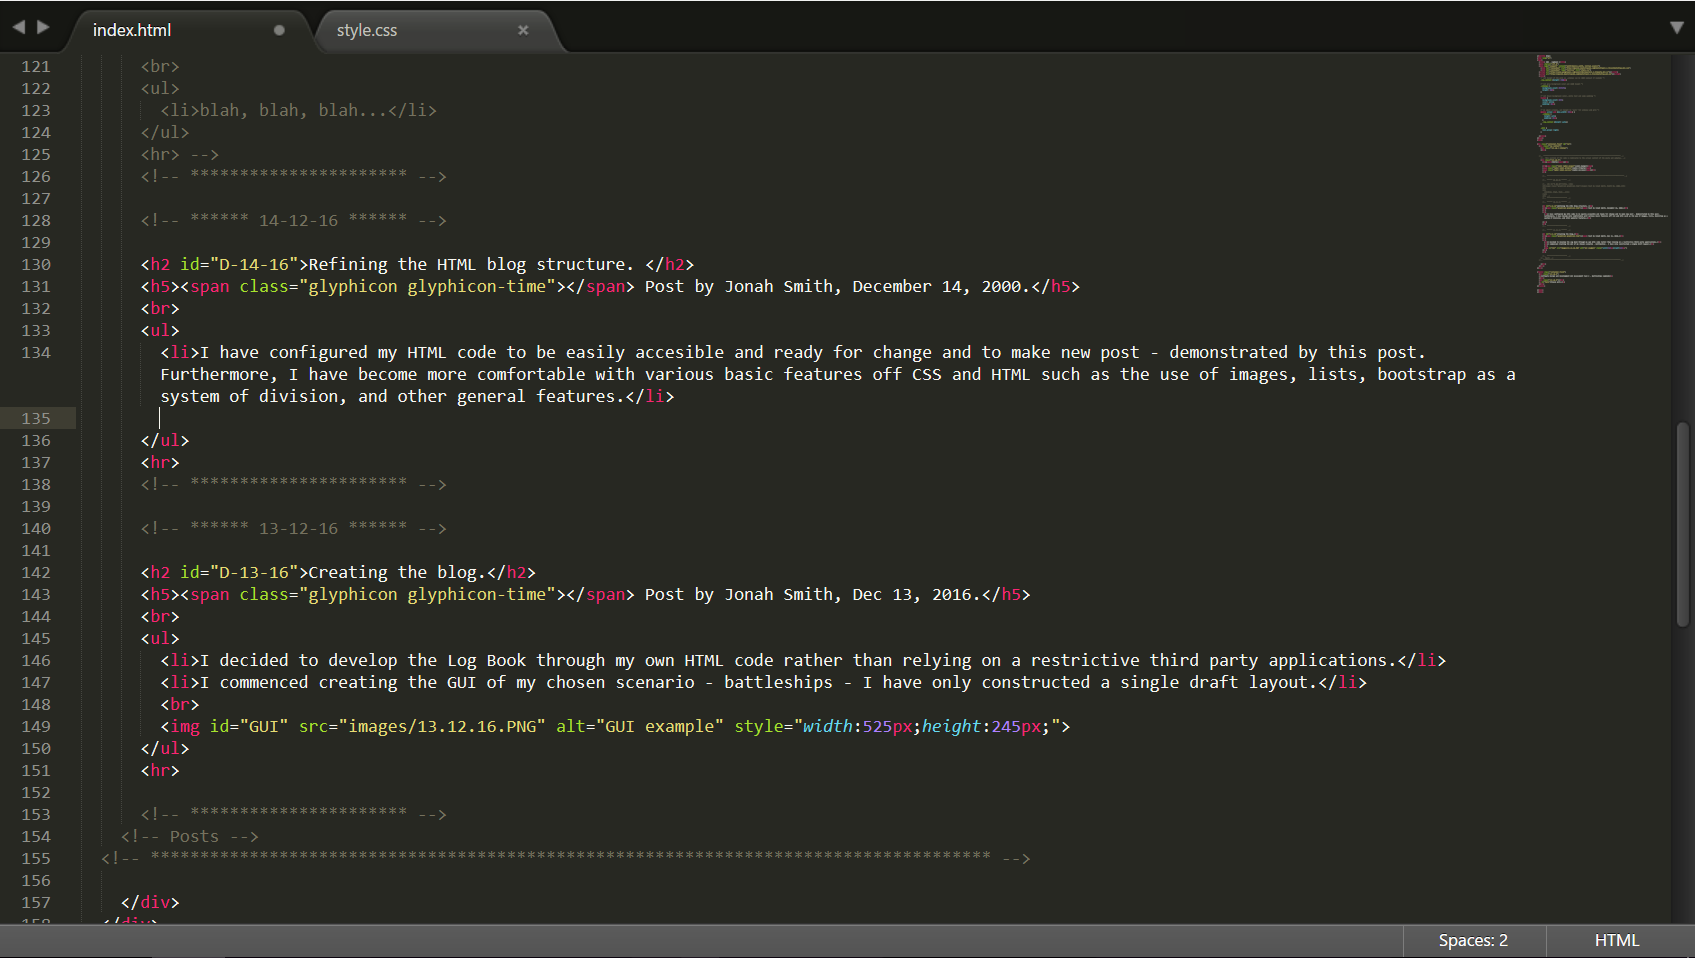 index.html
style.css
121 <br>
122 <ul>
123 <li>blah, blah, blah...</li>
124 </ul>
125 <hr> -->
126 <!-- ********************** -->
127
128 <!-- ****** 14-12-16 ****** -->
129
130 <h2 id="D-14-16">Refining the HTML blog structure. </h2>
131 <h5><span class="glyphicon glyphicon-time"></span> Post by Jonah Smith, December 14, 2000.</h5>
132 <br>
133 <ul>
134 <li>I have configured my HTML code to be easily accesible and ready for change and to make new post - demonstrated by this post.
Furthermore, I have become more comfortable with various basic features off CSS and HTML such as the use of images, lists, bootstrap as a
system of division, and other general features.</li>
135
136 </ul>
137 <hr>
138 <!-- ********************** -->
139
140 <!-- ****** 13-12-16 ****** -->
141
142 <h2 id="D-13-16">Creating the blog.</h2>
143 <h5><span class="glyphicon glyphicon-time"></span> Post by Jonah Smith, Dec 13, 2016.</h5>
144 <br>
145 <ul>
146 <li>I decided to develop the Log Book through my own HTML code rather than relying on a restrictive third party applications.</li>
147 <li>I commenced creating the GUI of my chosen scenario - battleships - I have only constructed a single draft layout.</li>
148 <br>
149 <img id="GUI" src="images/13.12.16.PNG" alt="GUI example" style="width:525px;height:245px;">
150 </ul>
151 <hr>
152
153 <!-- ********************** -->
154 <!-- Posts -->
155 <!-- ************************************************************************************* -->
156
157 </div>
158 </div>
Spaces: 2
HTML